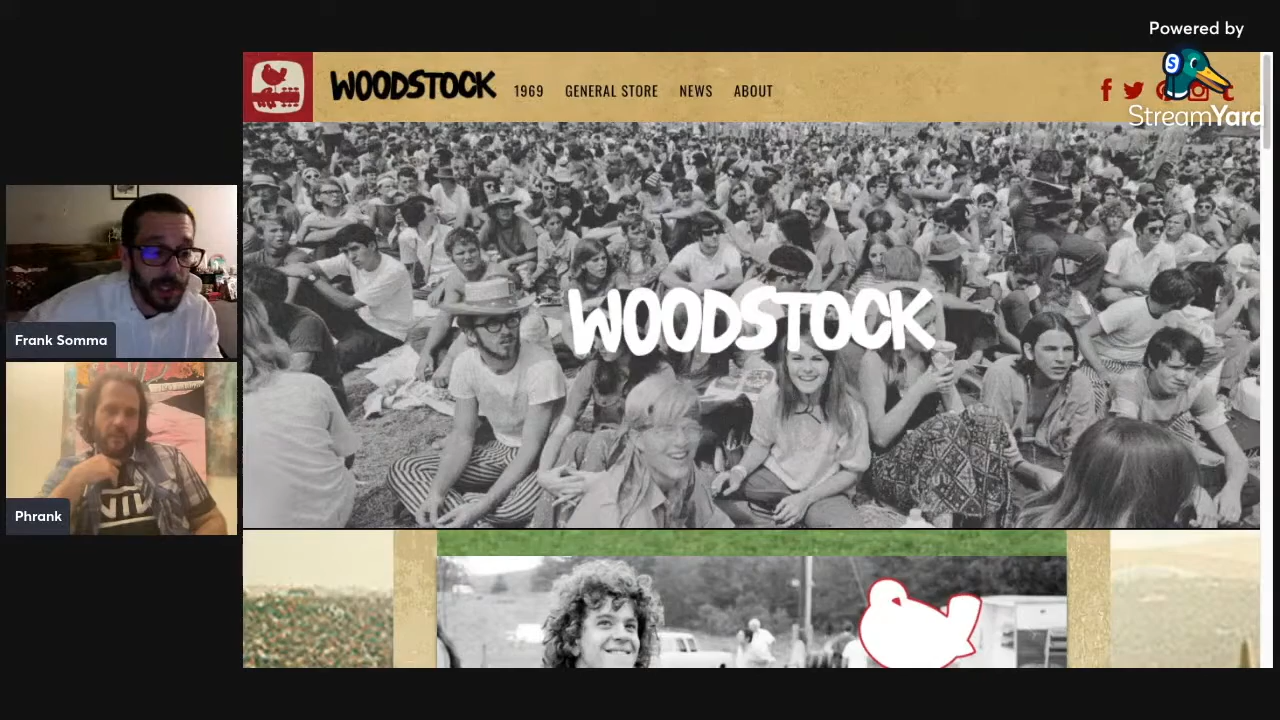 Powered by
StreamYard
WOODSTOCK
1969 GENERAL STORE NEWS ABOUT
WOODSTOCK
Frank Somma
Phrank